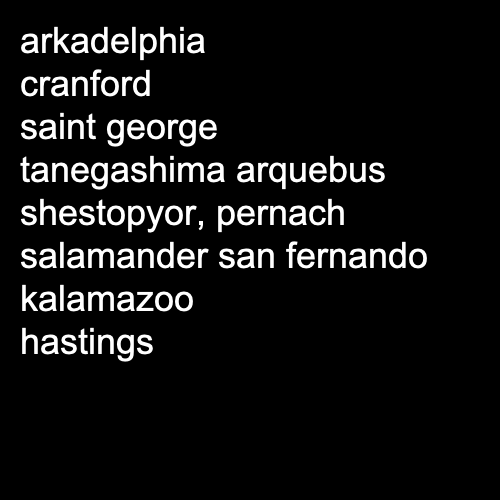 arkadelphia
cranford
saint george
tanegashima arquebus
shestopyor, pernach
salamander san fernando
kalamazoo
hastings